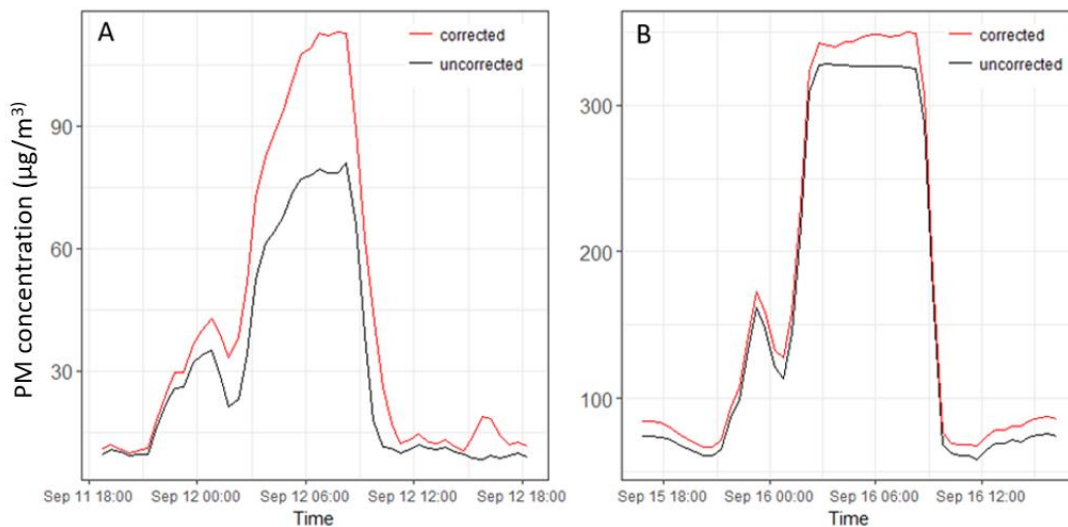 A
corrected
uncorrected
90
60
30
PM concentration (µg/m³)
Sep 11 18:00 Sep 12 00:00 Sep 12 06:00 Sep 12 12:00 Sep 12 18:00
Time
B
corrected
uncorrected
300
200
100
Sep 15 18:00 Sep 16 00:00 Sep 16 06:00 Sep 16 12:00
Time